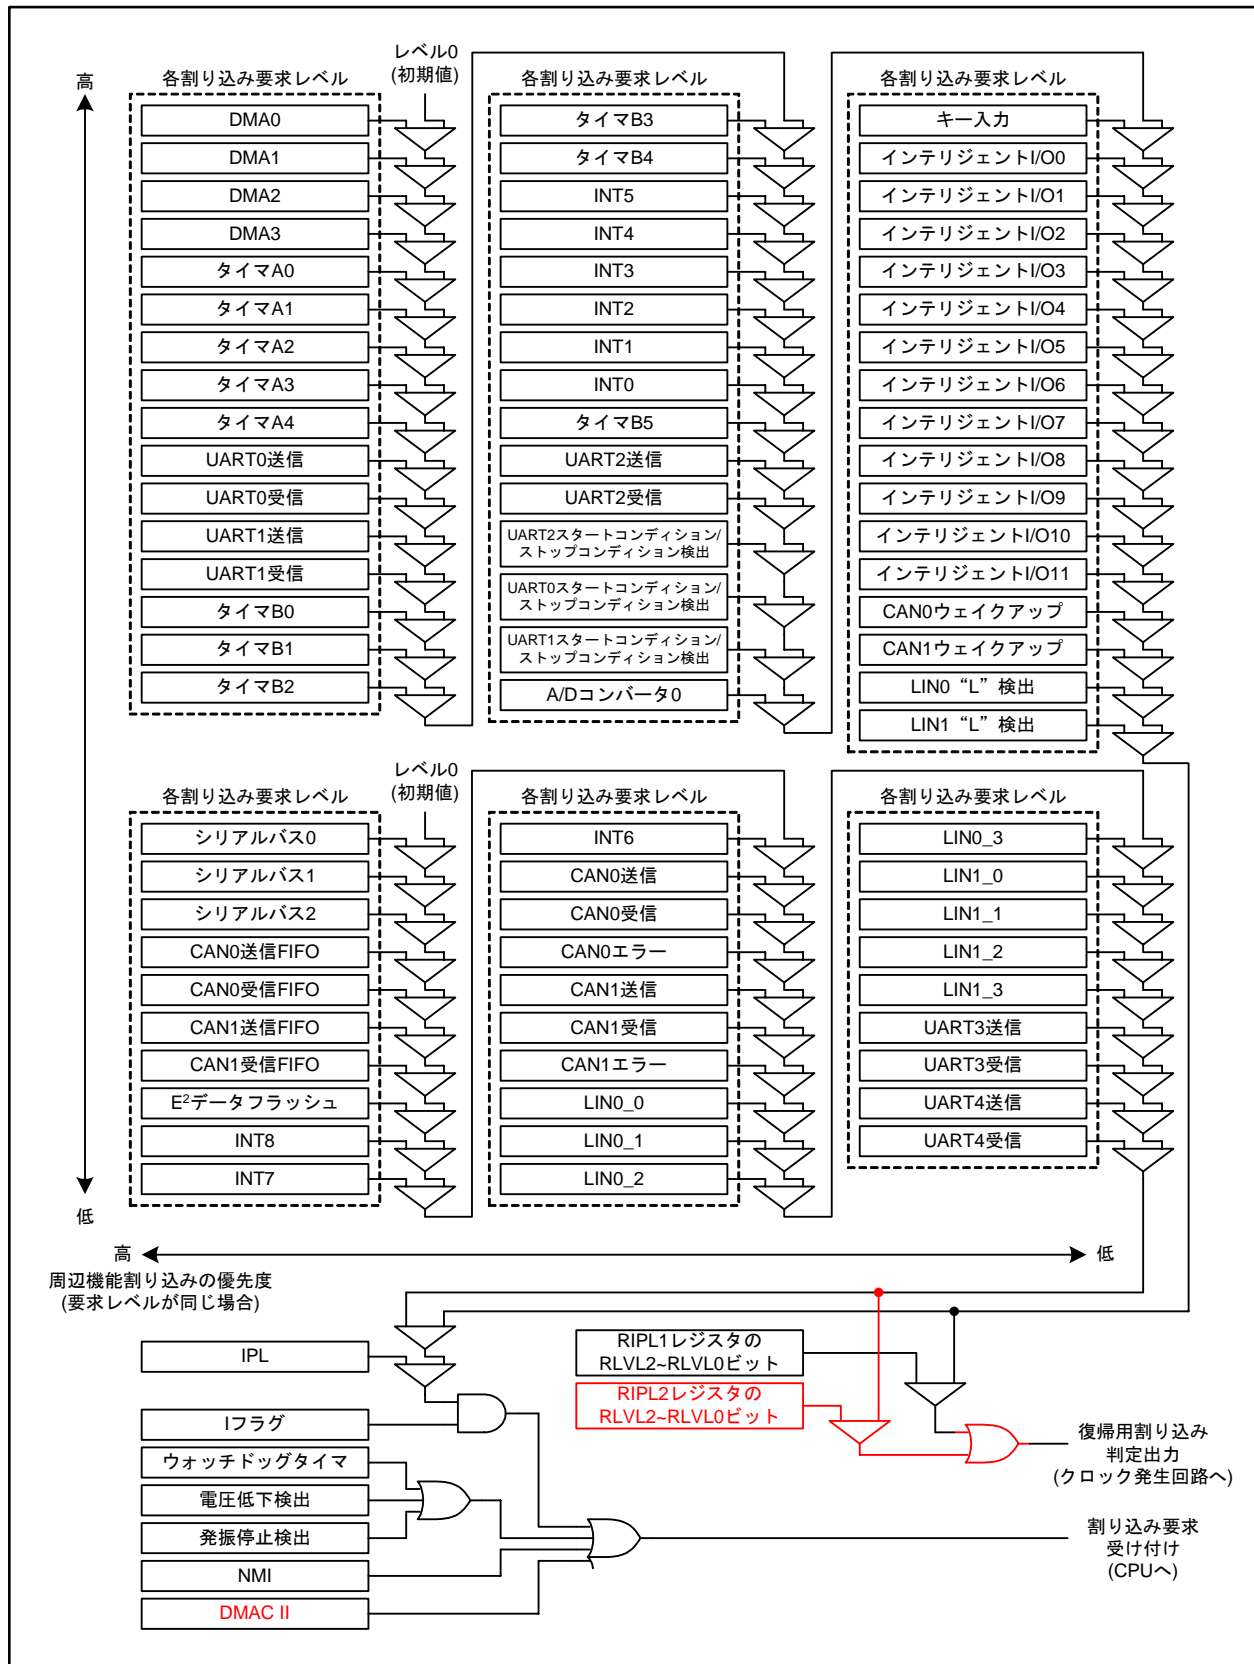 高
レベル0
(初期値)
各割り込み要求レベル
DMA0
DMA1
DMA2
DMA3
タイマA0
タイマA1
タイマA2
タイマA3
タイマA4
UART0送信
UART0受信
UART1送信
UART1受信
タイマB0
タイマB1
タイマB2
各割り込み要求レベル
タイマB3
タイマB4
INT5
INT4
INT3
INT2
INT1
INT0
タイマB5
UART2送信
UART2受信
UART2スタートコンディション/
ストップコンディション検出
UART0スタートコンディション/
ストップコンディション検出
UART1スタートコンディション/
ストップコンディション検出
A/Dコンバータ0
各割り込み要求レベル
キー入力
インテリジェントI/O0
インテリジェントI/O1
インテリジェントI/O2
インテリジェントI/O3
インテリジェントI/O4
インテリジェントI/O5
インテリジェントI/O6
インテリジェントI/O7
インテリジェントI/O8
インテリジェントI/O9
インテリジェントI/O10
インテリジェントI/O11
CAN0ウェイクアップ
CAN1ウェイクアップ
LIN0“L”検出
LIN1“L”検出
レベル0
(初期値)
各割り込み要求レベル
シリアルバス0
シリアルバス1
シリアルバス2
CAN0送信FIFO
CAN0受信FIFO
CAN1送信FIFO
CAN1受信FIFO
E²データフラッシュ
INT8
INT7
各割り込み要求レベル
INT6
CAN0送信
CAN0受信
CAN0エラー
CAN1送信
CAN1受信
CAN1エラー
LIN0_0
LIN0_1
LIN0_2
各割り込み要求レベル
LIN0_3
LIN1_0
LIN1_1
LIN1_2
LIN1_3
UART3送信
UART3受信
UART4送信
UART4受信
低
高
低
周辺機能割り込みの優先度
(要求レベルが同じ場合)
IPL
Iフラグ
ウォッチドッグタイマ
電圧低下検出
発振停止検出
NMI
DMAC II
RIPL1レジスタの
RLVL2~RLVL0ビット
RIPL2レジスタの
RLVL2~RLVL0ビット
復帰用割り込み
判定出力
(クロック発生回路へ)
割り込み要求
受け付け
(CPUへ)